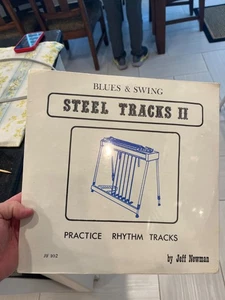 BLUES & SWING
STEEL TRACKS II
PRACTICE RHYTHM TRACKS
by Jeff Newman